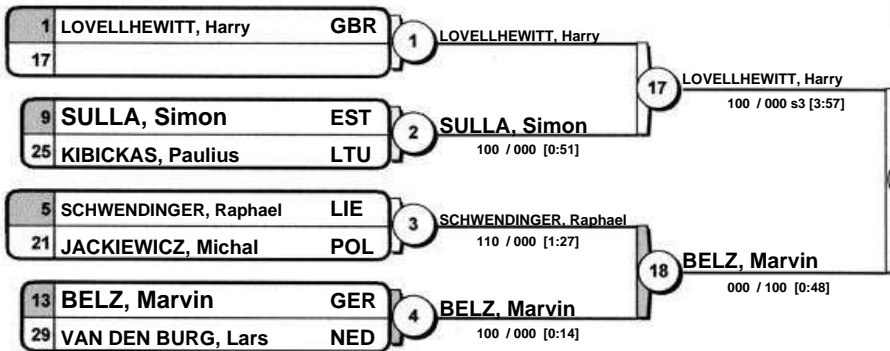 1 LOVELLHEWITT, Harry GBR
17
1
LOVELLHEWITT, Harry
9 SULLA, Simon EST
25 KIBICKAS, Paulius LTU
2
SULLA, Simon
100 / 000 [0:51]
17
LOVELLHEWITT, Harry
100 / 000 s3 [3:57]
5 SCHWENDINGER, Raphael LIE
21 JACKIEWICZ, Michal POL
3
SCHWENDINGER, Raphael
110 / 000 [1:27]
13 BELZ, Marvin GER
29 VAN DEN BURG, Lars NED
4
BELZ, Marvin
100 / 000 [0:14]
18
BELZ, Marvin
000 / 100 [0:48]